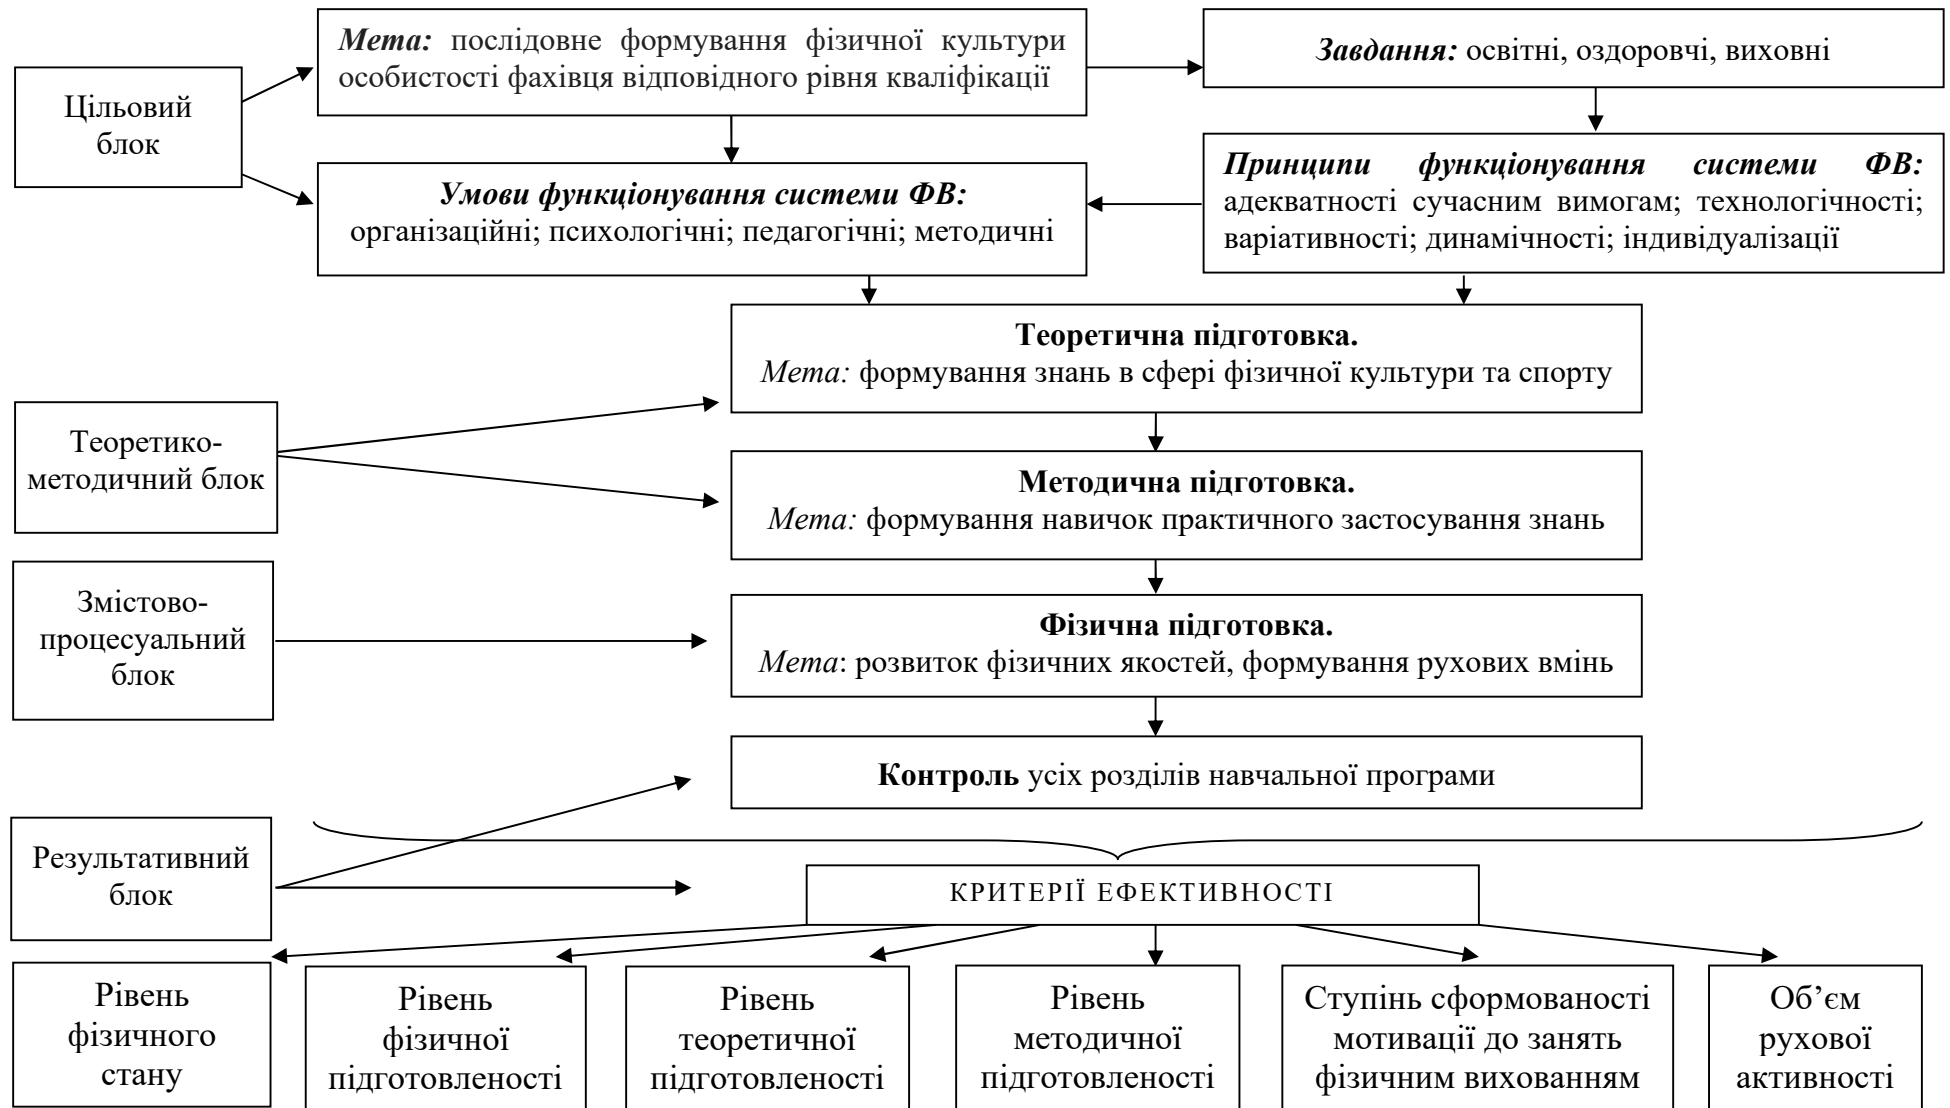 Мета: послідовне формування фізичної культури
особистості фахівця відповідного рівня кваліфікації
Завдання: освітні, оздоровчі, виховні
Цільовий
блок
Умови функціонування системи ФВ:
організаційні; психологічні; педагогічні; методичні
Принципи функціонування системи ФВ:
адекватності сучасним вимогам; технологічності;
варіативності; динамічності; індивідуалізації
Теоретична підготовка.
Мета: формування знань в сфері фізичної культури та спорту
Теоретико-
методичний блок
Методична підготовка.
Мета: формування навичок практичного застосування знань
Змістово-
процесуальний
блок
Фізична підготовка.
Мета: розвиток фізичних якостей, формування рухових вмінь
Контроль усіх розділів навчальної програми
Результативний
блок
КРИТЕРІЇ ЕФЕКТИВНОСТІ
Рівень
фізичного
стану
Рівень
фізичної
підготовленості
Рівень
теоретичної
підготовленості
Рівень
методичної
підготовленості
Ступінь сформованості
мотивації до занять
фізичним вихованням
Об’єм
рухової
активності